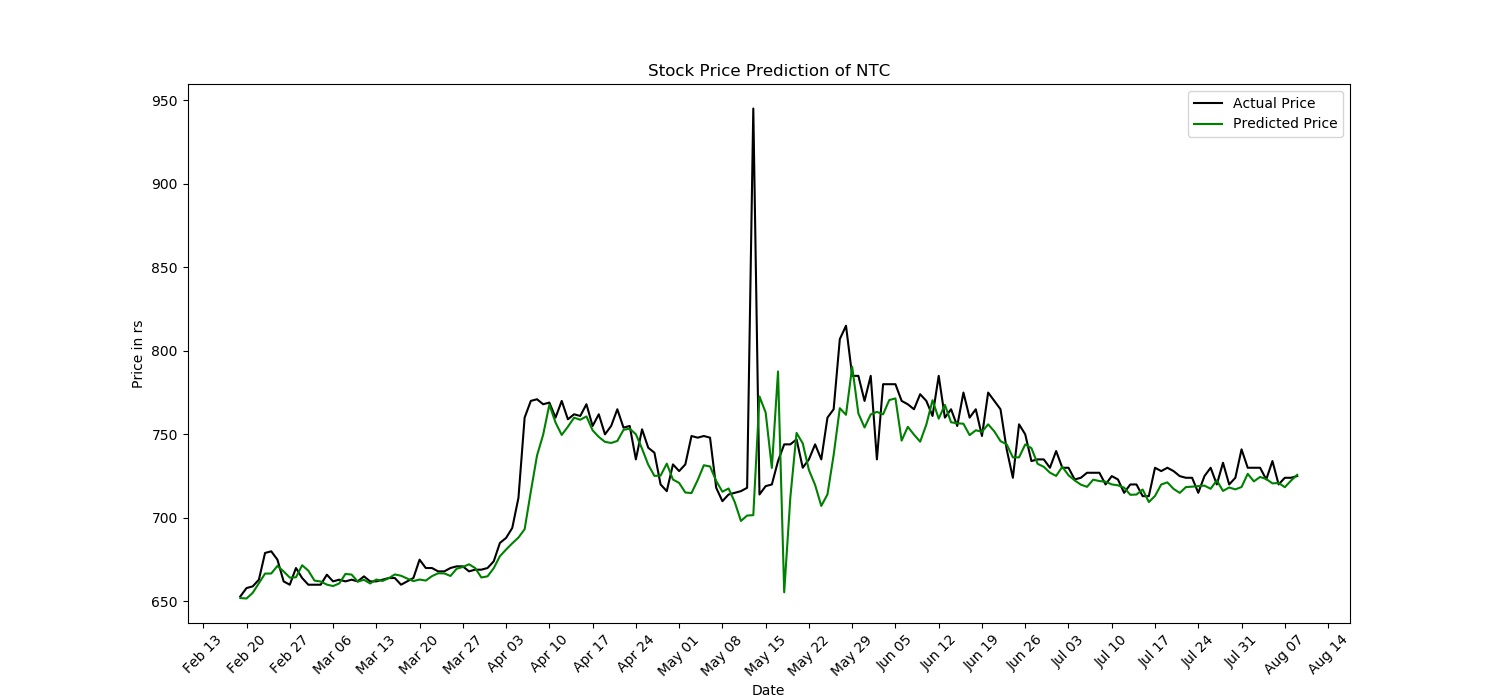 Stock Price Prediction of NTC
Actual Price
Predicted Price
Price in rs
950
900
850
800
750
700
650
Feb 13
Feb 20
Feb 27
Mar 06
Mar 13
Mar 20
Mar 27
Apr 03
Apr 10
Apr 17
Apr 24
May 01
May 08
May 15
May 22
May 29
Jun 05
Jun 12
Jun 19
Jun 26
Jul 03
Jul 10
Jul 17
Jul 24
Jul 31
Aug 07
Aug 14
Date